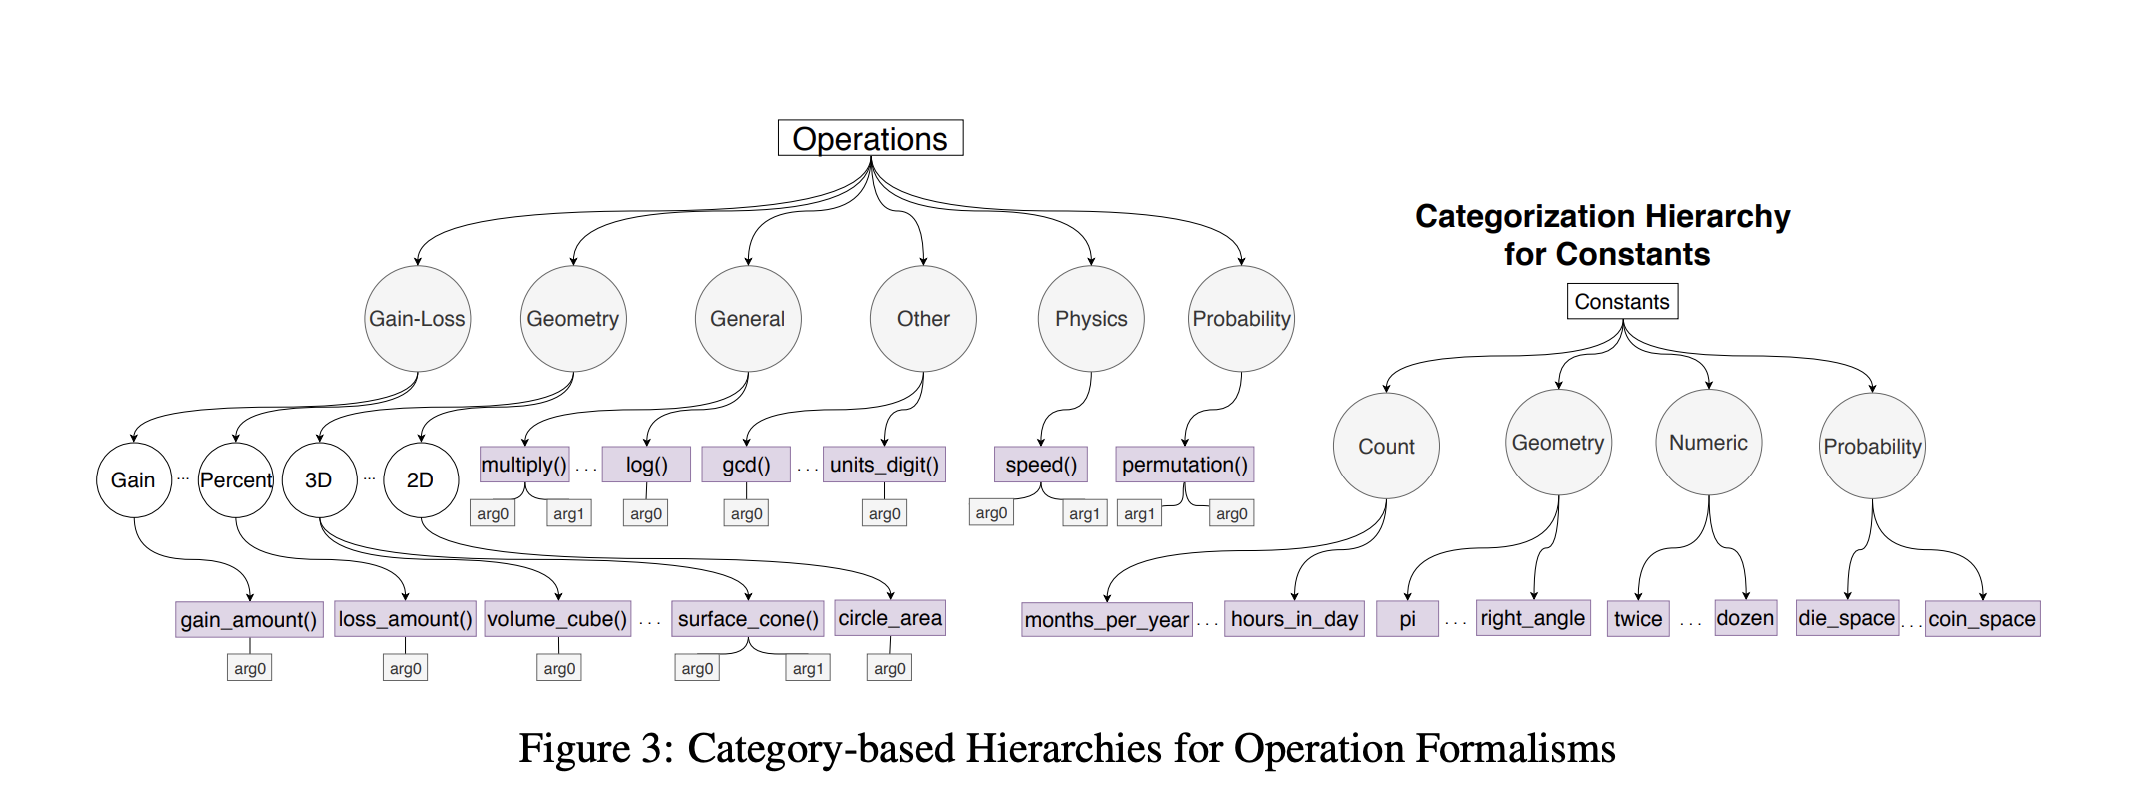 Operations
Categorization Hierarchy
for Constants
Constants
Gain-Loss Geometry General Other Physics Probability
Count Geometry Numeric Probability
Gain ... Percent 3D ... 2D multiply() ... log() gcd() ... units_digit() speed() permutation()
arg0 arg1 arg0 arg0 arg0 arg0 arg1 arg1 arg0
gain_amount() loss_amount() volume_cube() ... surface_cone() circle_area months_per_year ... hours_in_day pi ... right_angle twice ... dozen die_space ... coin_space
arg0 arg0 arg0 arg0 arg1 arg0
Figure 3: Category-based Hierarchies for Operation Formalisms